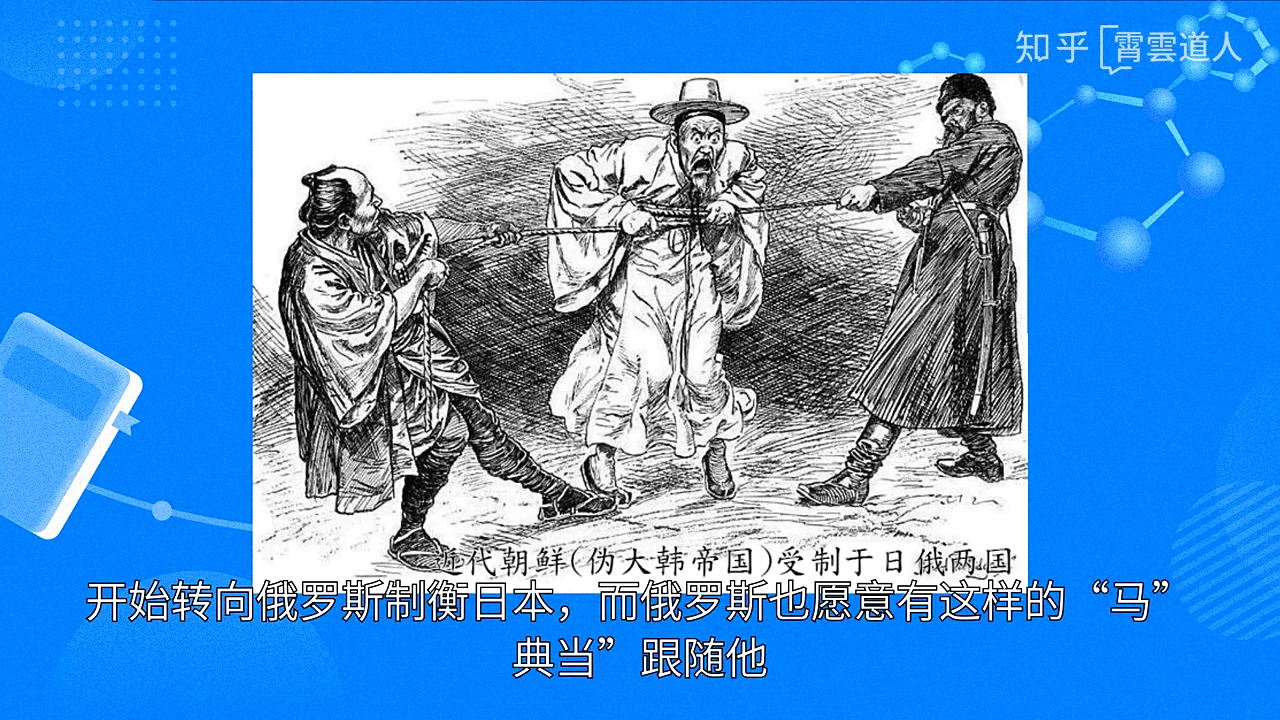 知乎 霄雲道人
近代朝鲜(伪大韩帝国)受制于日俄两国
开始转向俄罗斯制衡日本，而俄罗斯也愿意有这样的“马”
典当”跟随他